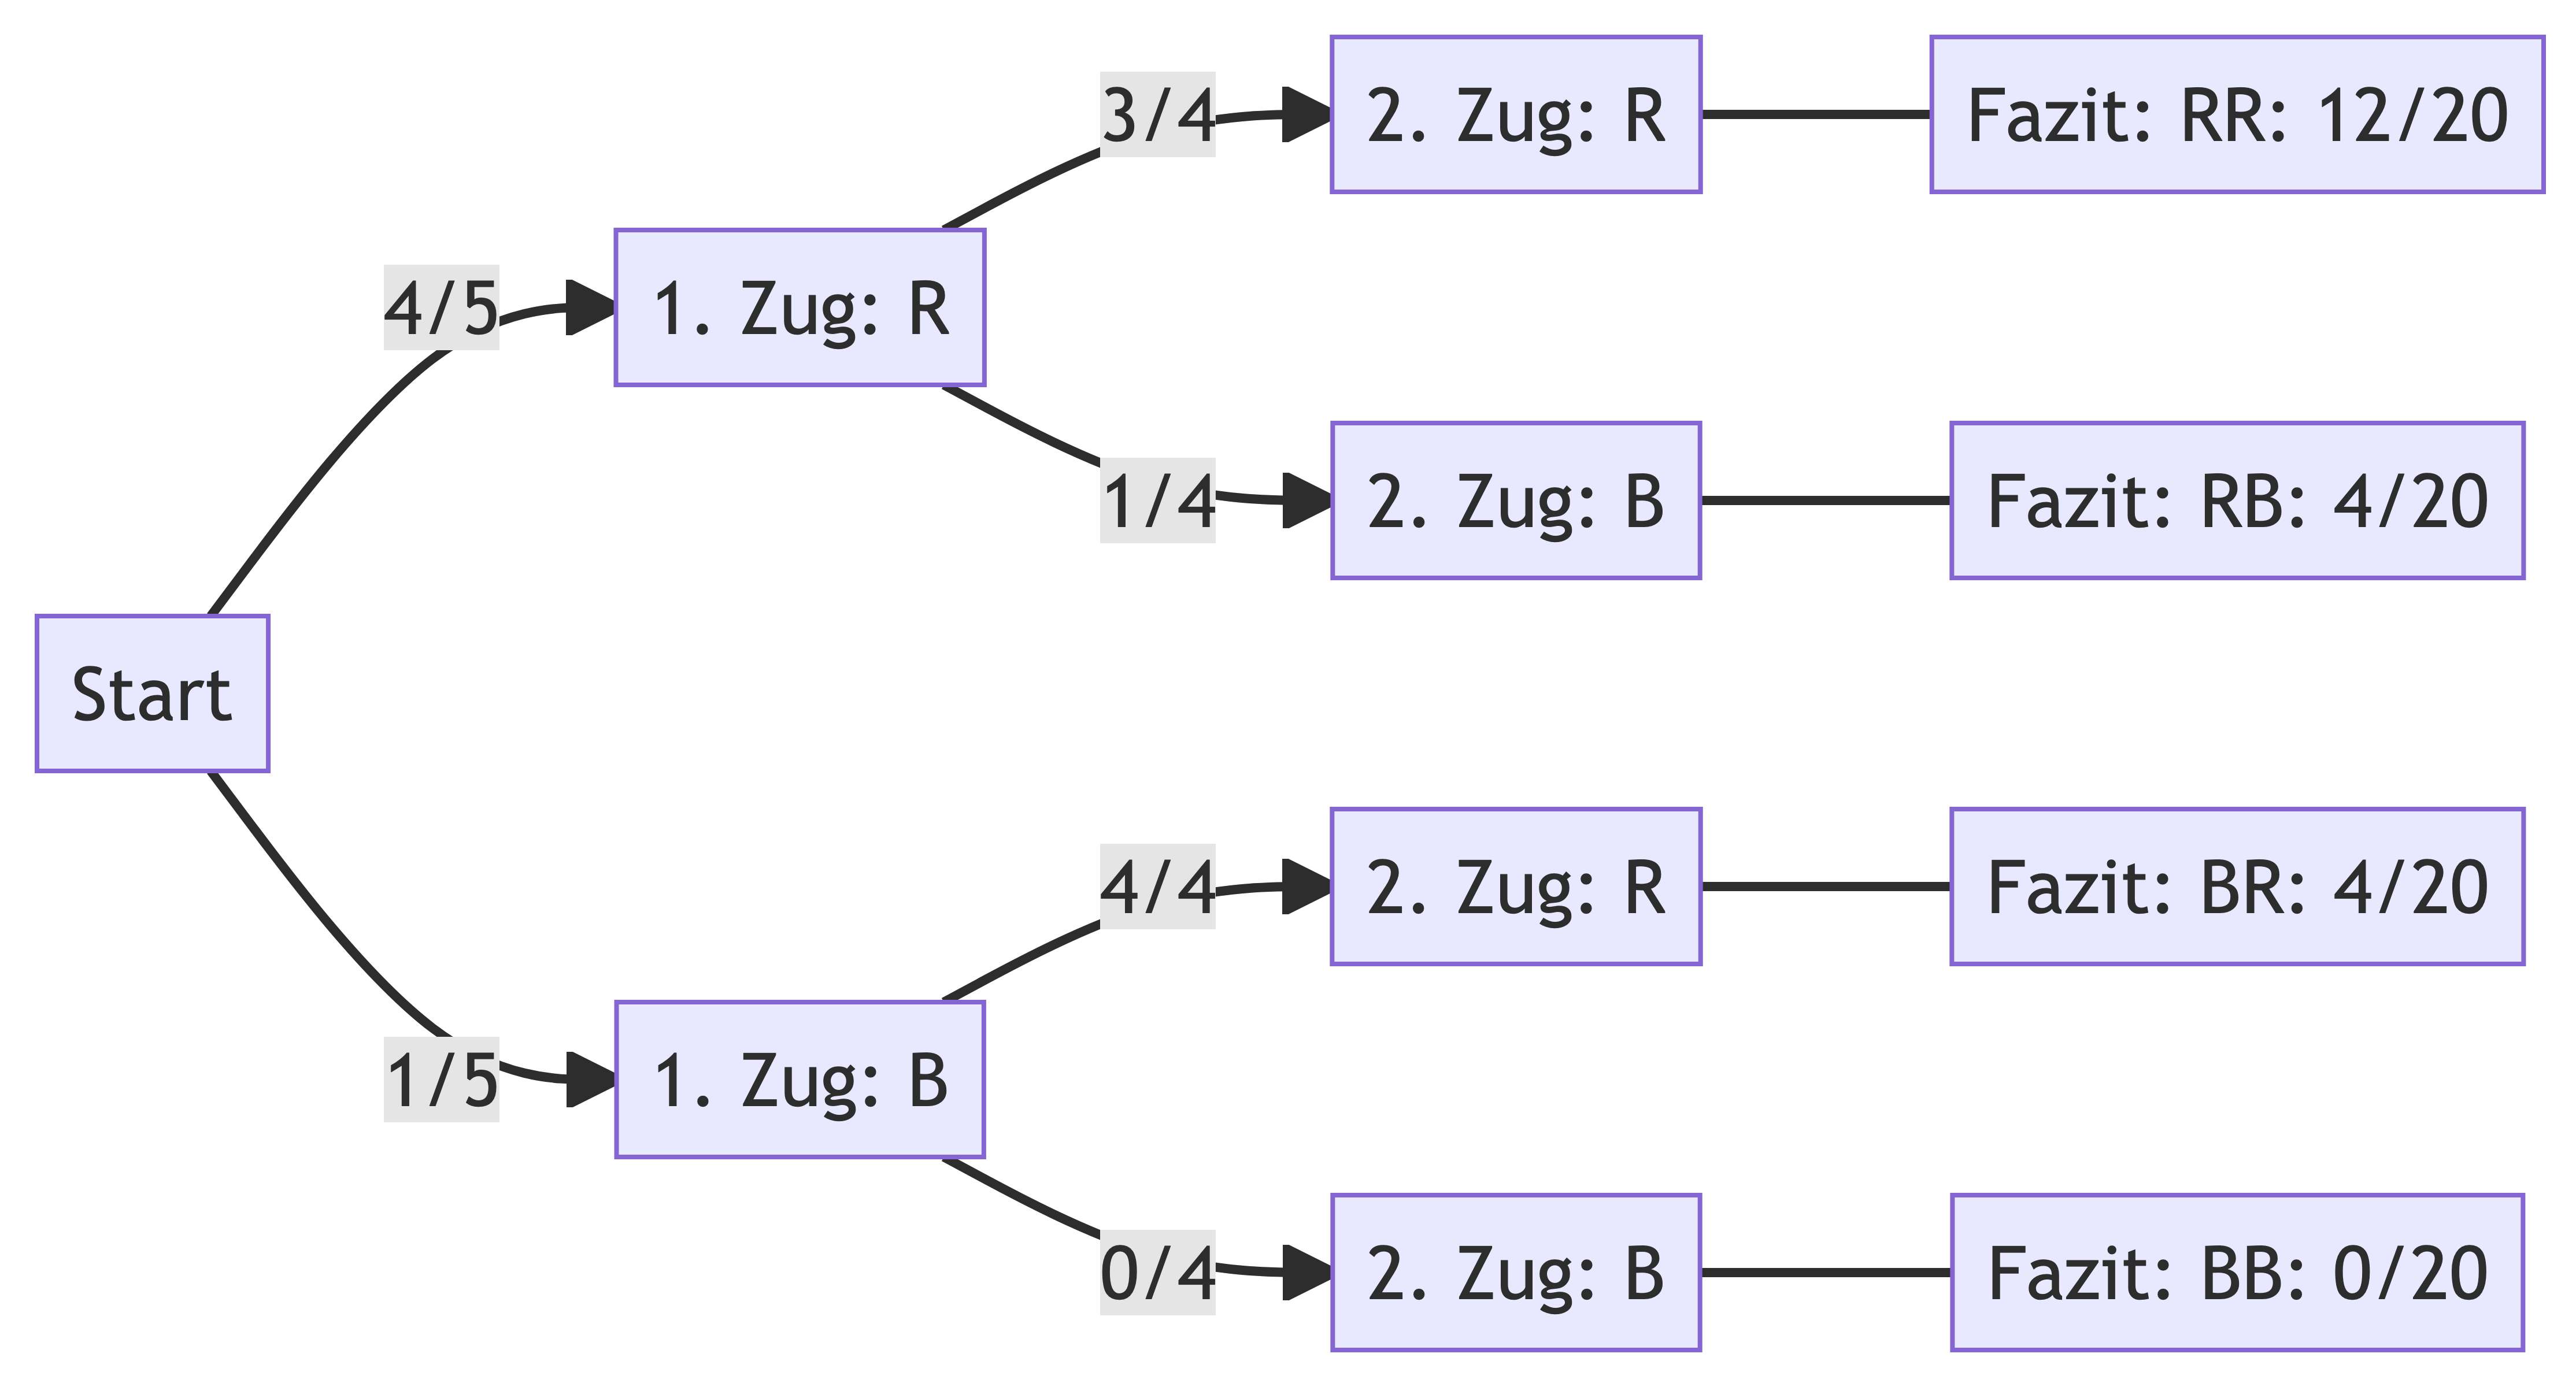 Start
4/5
1. Zug: R
3/4
2. Zug: R
Fazit: RR: 12/20
1/4
2. Zug: B
Fazit: RB: 4/20
1/5
1. Zug: B
4/4
2. Zug: R
Fazit: BR: 4/20
0/4
2. Zug: B
Fazit: BB: 0/20